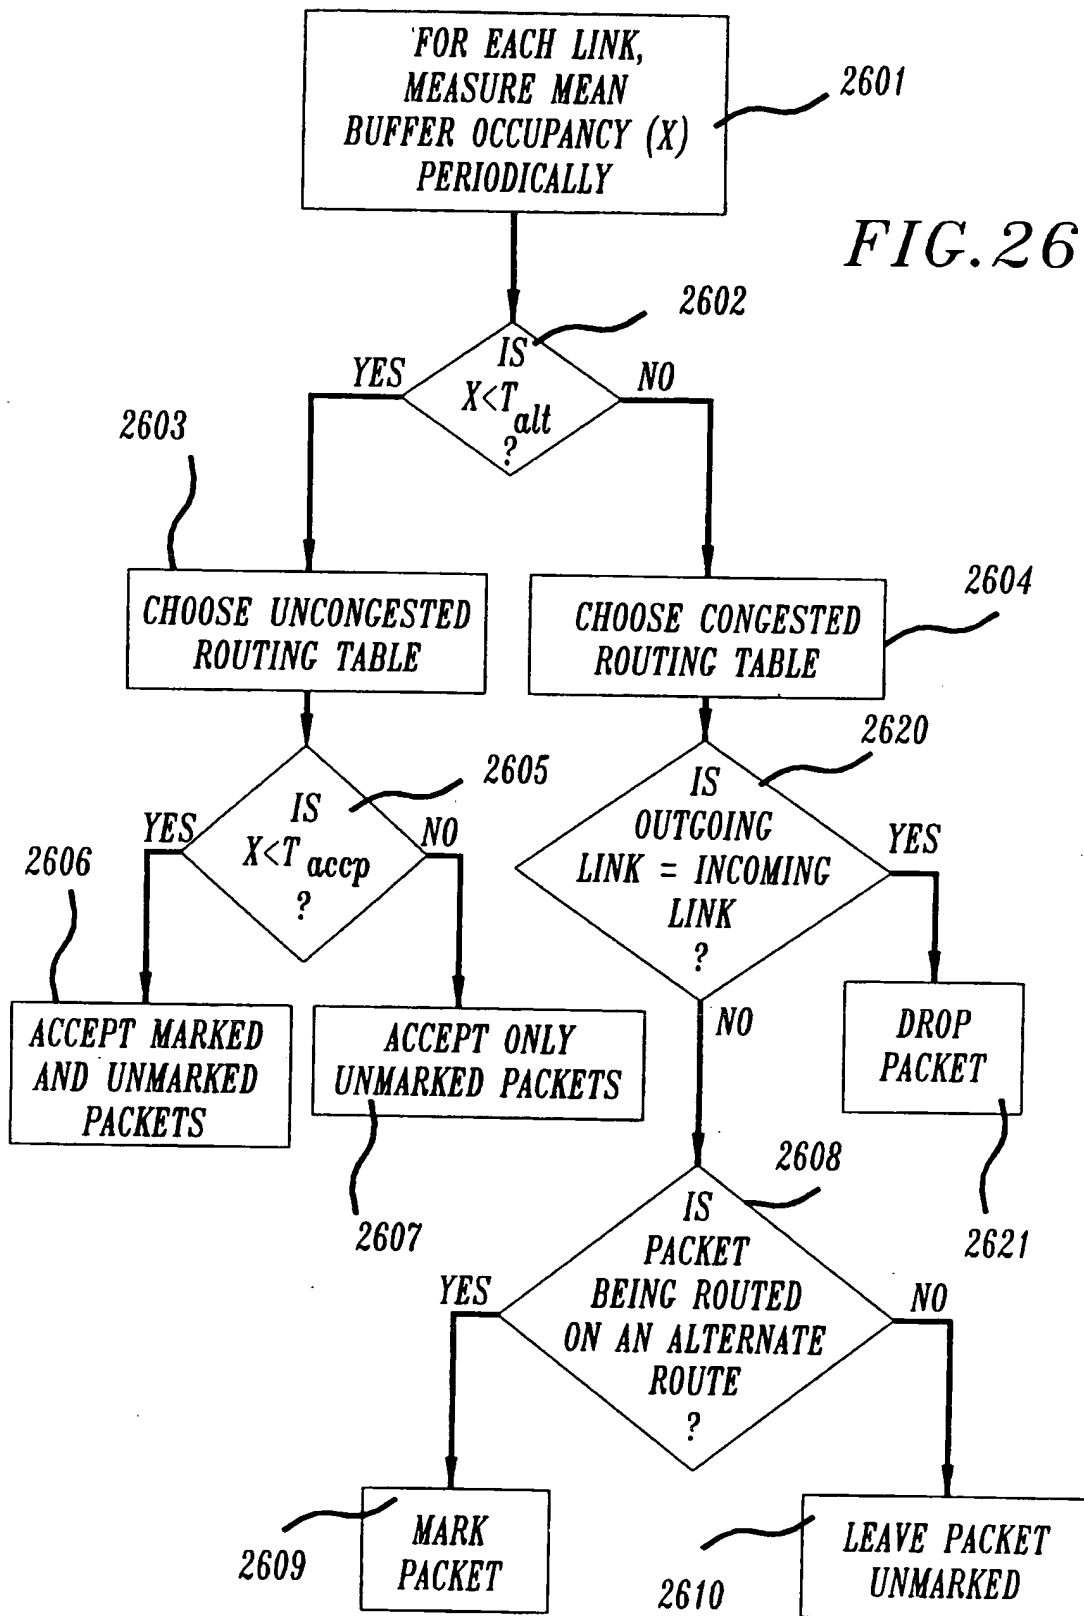 FOR EACH LINK,
MEASURE MEAN
BUFFER OCCUPANCY (X)
PERIODICALLY
2601
FIG.26
2602
IS
X<T alt
?
YES
NO
2603
CHOOSE UNCONGESTED
ROUTING TABLE
2604
CHOOSE CONGESTED
ROUTING TABLE
2605
IS
X<T accp
?
YES
NO
2620
IS
OUTGOING
LINK = INCOMING
LINK
?
YES
NO
2606
ACCEPT MARKED
AND UNMARKED
PACKETS
ACCEPT ONLY
UNMARKED PACKETS
2607
DROP
PACKET
2621
2608
IS
PACKET
BEING ROUTED
ON AN ALTERNATE
ROUTE
?
YES
NO
MARK
PACKET
2609
LEAVE PACKET
UNMARKED
2610